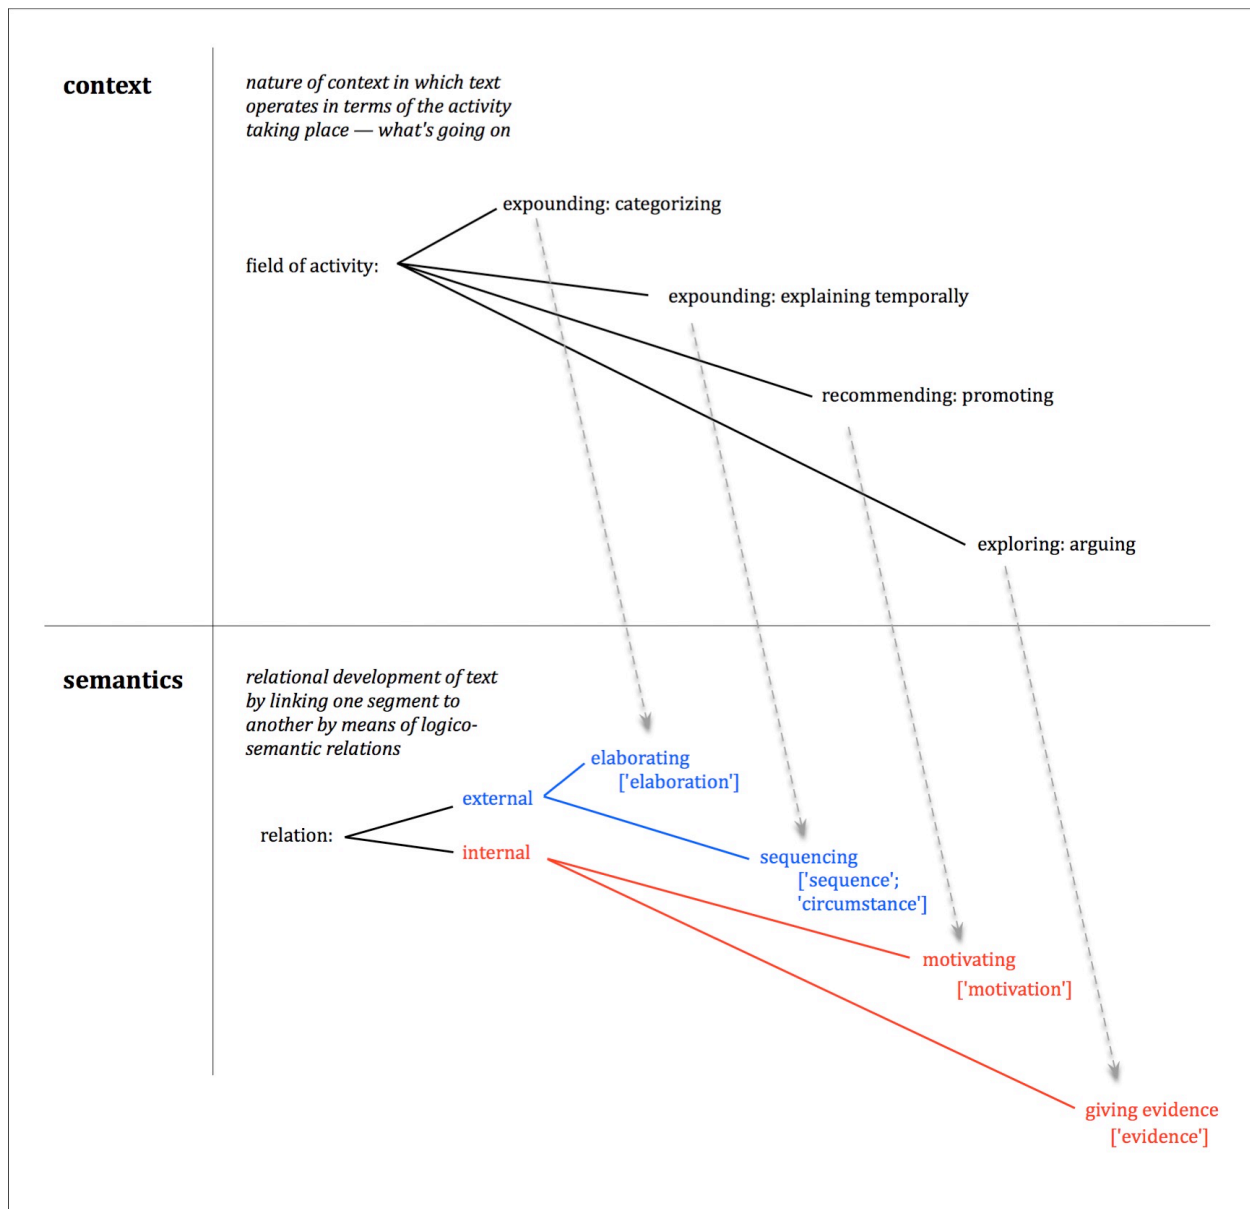 context
nature of context in which text
operates in terms of the activity
taking place — what's going on
expounding: categorizing
field of activity:
expounding: explaining temporally
recommending: promoting
exploring: arguing
semantics
relational development of text
by linking one segment to
another by means of logico-
semantic relations
elaborating
['elaboration']
external
relation:
internal
sequencing
['sequence';
'circumstance']
motivating
['motivation']
giving evidence
['evidence']